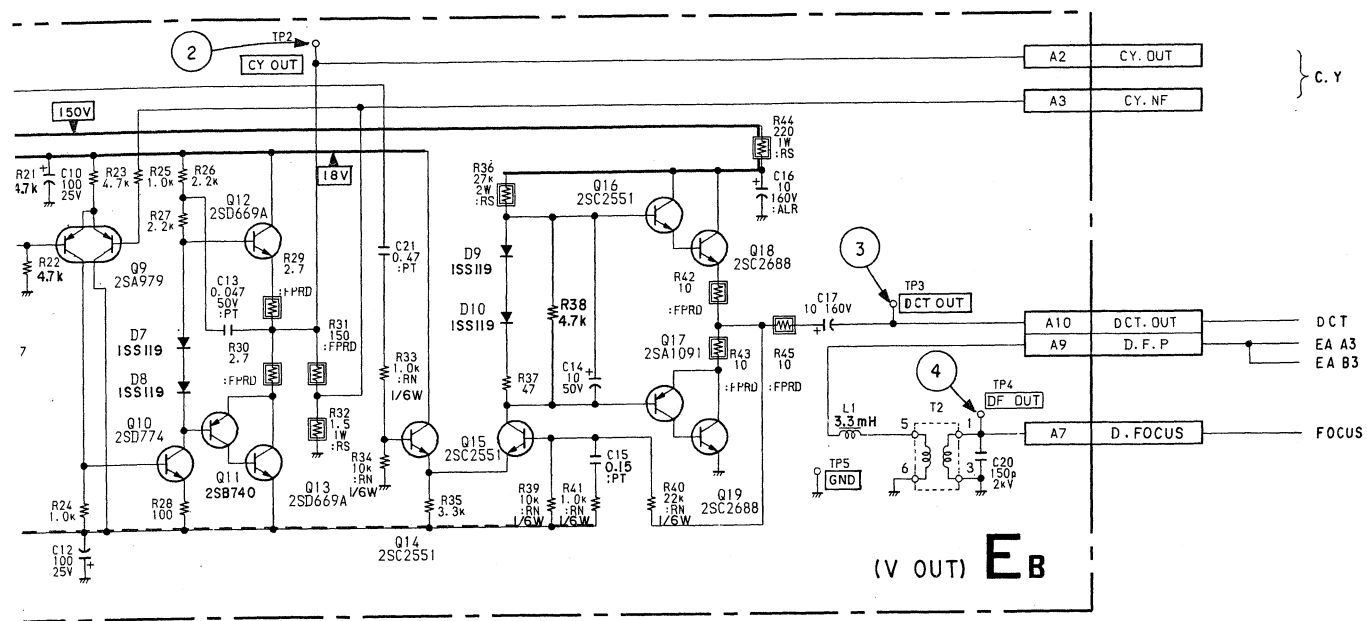 2
TP2
CY OUT
A2
CY. OUT
A3
CY. NF
C.Y
150V
18V
R21
4.7k
C10
100
25V
R23
4.7k
R25
1.0k
R26
2.2k
R27
2.2k
Q12
2SD669A
R22
4.7k
Q9
2SA979
C13
0.047
50V
:PT
R29
2.7
:FPRD
R30
2.7
:FPRD
R31
150
:FPRD
R32
1.5
1W
:RS
D7
1SS119
D8
1SS119
7
Q10
2SD774
Q11
2SB740
Q13
2SD669A
R24
1.0k
R28
100
C12
100
25V
C21
0.47
:PT
R33
1.0k
:RN
1/6W
R34
10k
:RN
1/6W
Q14
2SC2551
R35
3.3k
Q15
2SC2551
R36
27k
2W
:RS
D9
1SS119
D10
1SS119
R37
47
R38
4.7k
C14
10
50V
R39
10k
:RN
1/6W
R41
1.0k
:RN
1/6W
C15
0.15
:PT
R40
22k
:RN
1/6W
Q16
2SC2551
R44
220
1W
:RS
C16
10
160V
:ALR
Q18
2SC2688
R42
10
:FPRD
Q17
2SA1091
R43
10
:FPRD
R45
10
:FPRD
Q19
2SC2688
C17
10 160V
3
TP3
DCT OUT
A10
DCT. OUT
DCT
A9
D. F. P
EA A3
EA B3
4
TP4
DF OUT
L1
3.3mH
T2
5
1
6
3
A7
D. FOCUS
FOCUS
C20
150p
2kV
TP5
GND
(V OUT) EB